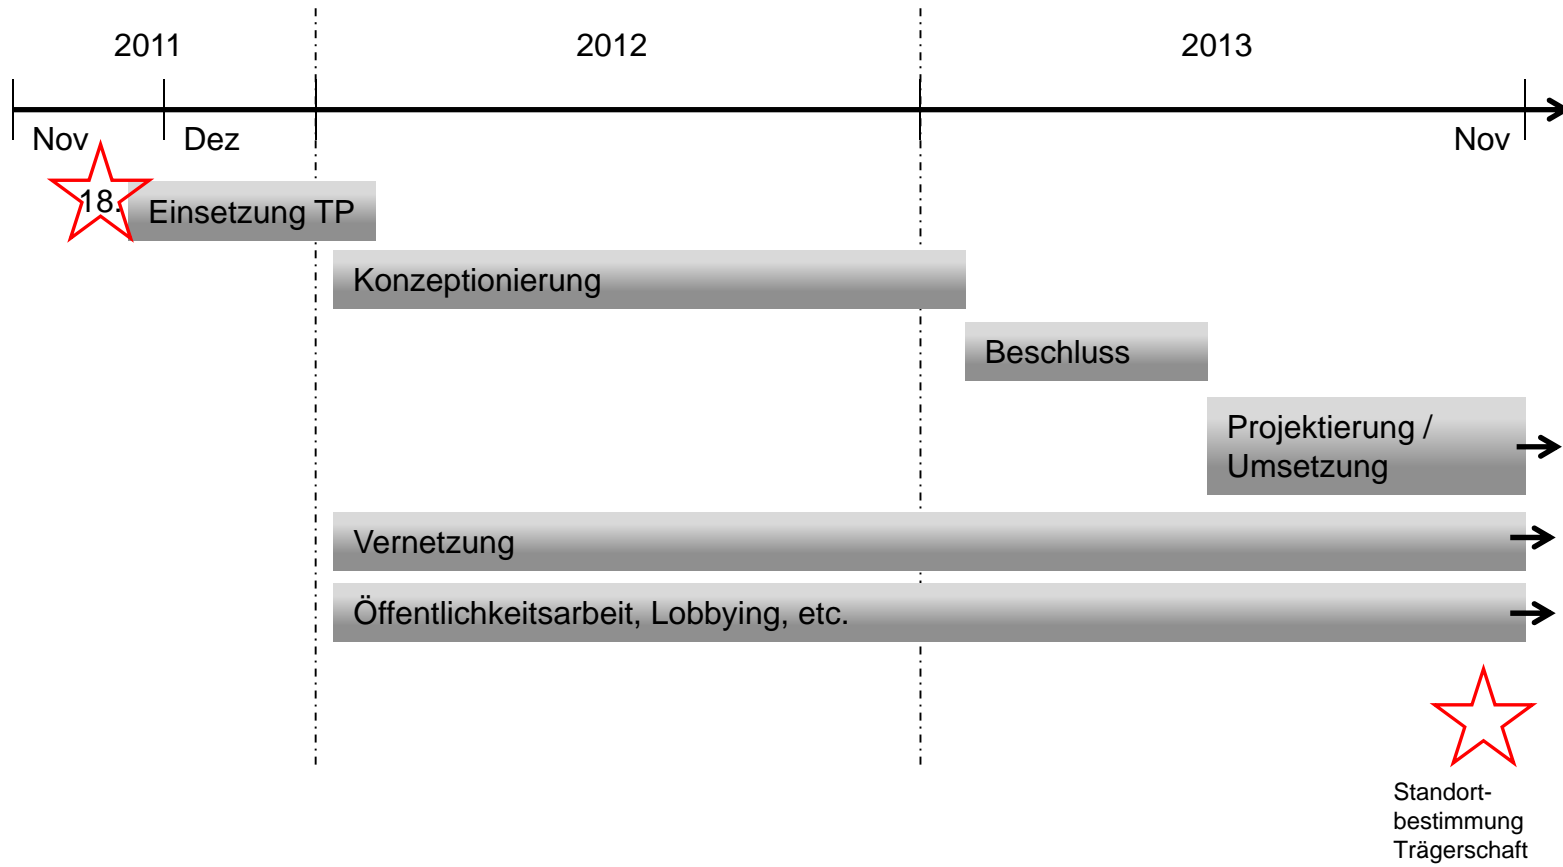 2011
2012
2013
Nov
Dez
Nov
18.
Einsetzung TP
Konzeptionierung
Beschluss
Projektierung /
Umsetzung
Vernetzung
Öffentlichkeitsarbeit, Lobbying, etc.
Standort-
bestimmung
Trägerschaft